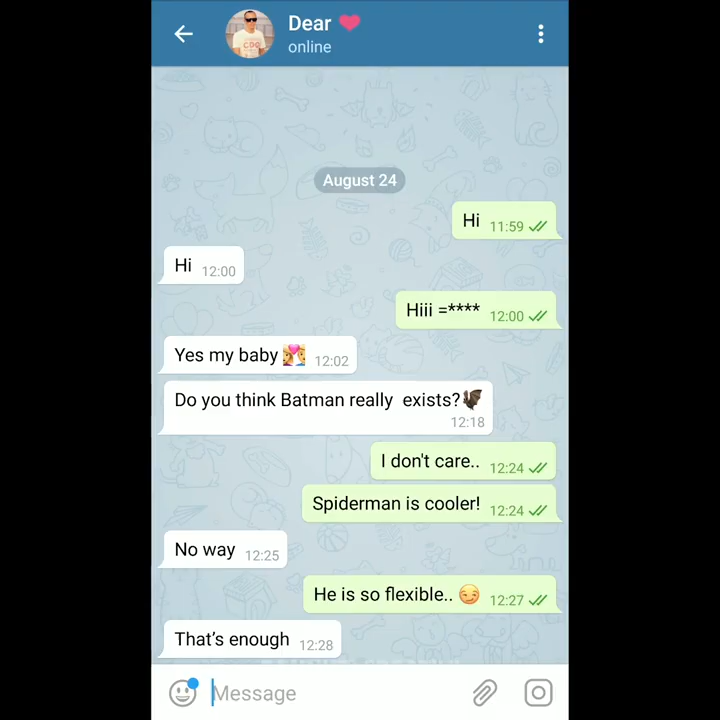 Dear
online
August 24
Hi 11:59
Hi 12:00
Hiii =**** 12:00
Yes my baby 12:02
Do you think Batman really  exists?
12:18
I don't care.. 12:24
Spiderman is cooler! 12:24
No way 12:25
He is so flexible.. 12:27
That’s enough 12:28
Message